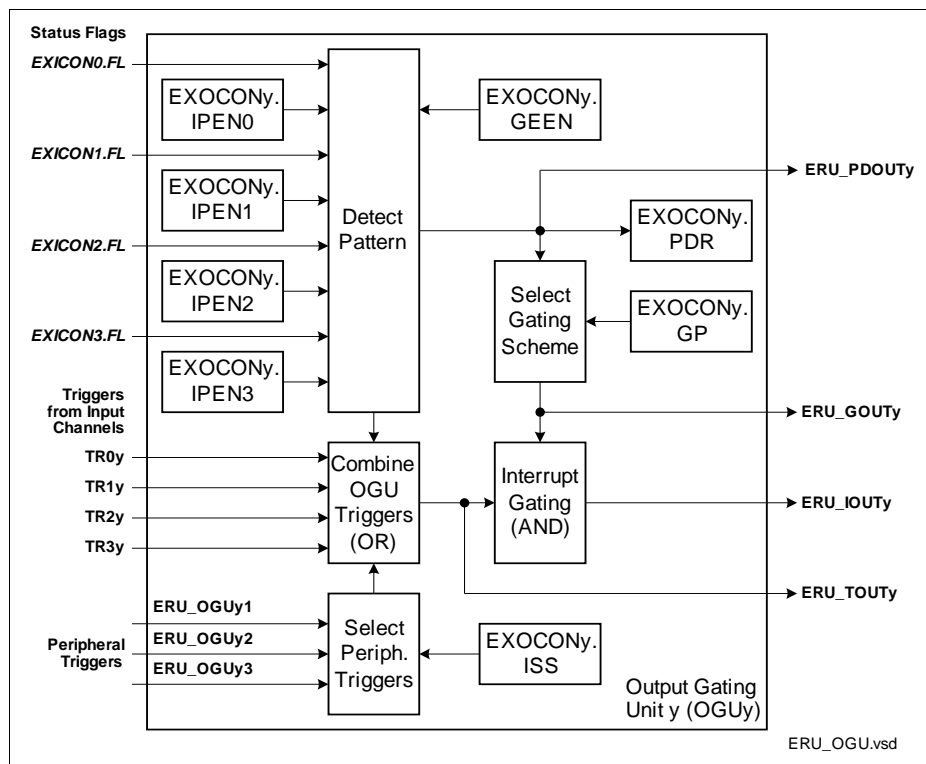 Status Flags
EXICON0.FL
EXOCONy.
IPEN0
EXICON1.FL
EXOCONy.
IPEN1
EXICON2.FL
EXOCONy.
IPEN2
EXICON3.FL
EXOCONy.
IPEN3
Detect
Pattern
EXOCONy.
GEEN
ERU_PDOUTy
EXOCONy.
PDR
Select
Gating
Scheme
EXOCONy.
GP
ERU_GOUTy
Triggers
from Input
Channels
TR0y
TR1y
TR2y
TR3y
Combine
OGU
Triggers
(OR)
Interrupt
Gating
(AND)
ERU_IOUTy
ERU_TOUTy
Peripheral
Triggers
ERU_OGUy1
ERU_OGUy2
ERU_OGUy3
Select
Periph.
Triggers
EXOCONy.
ISS
Output Gating
Unit y (OGUy)
ERU_OGU.vsd